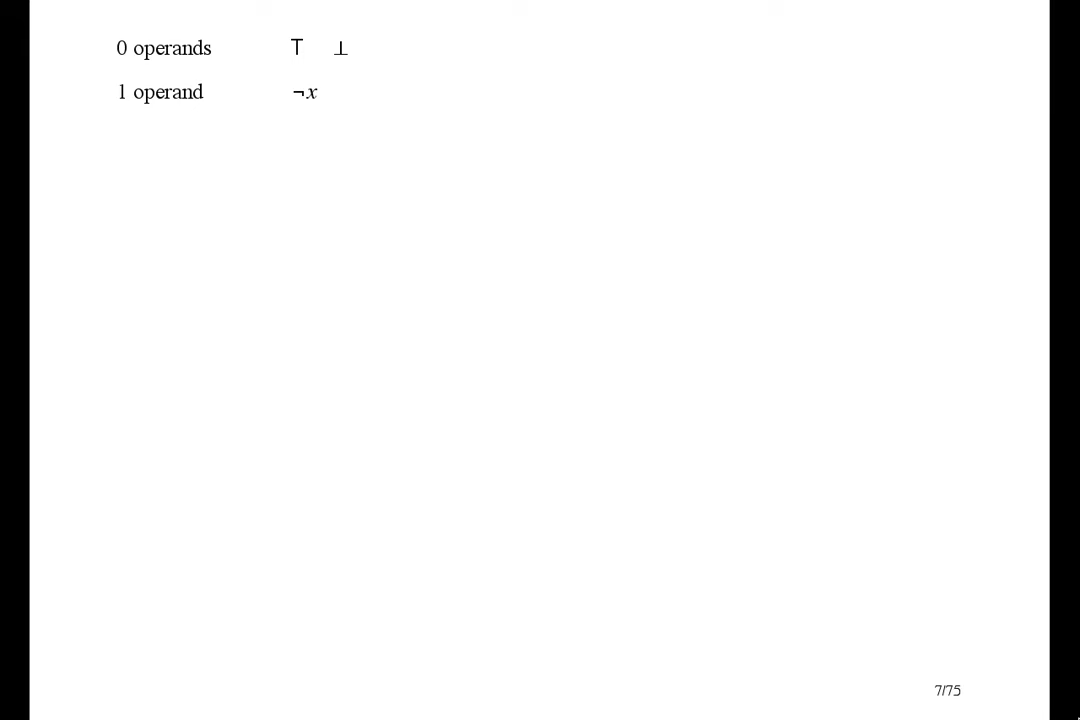 0 operands ⊤ ⊥
1 operand ¬x
7/75